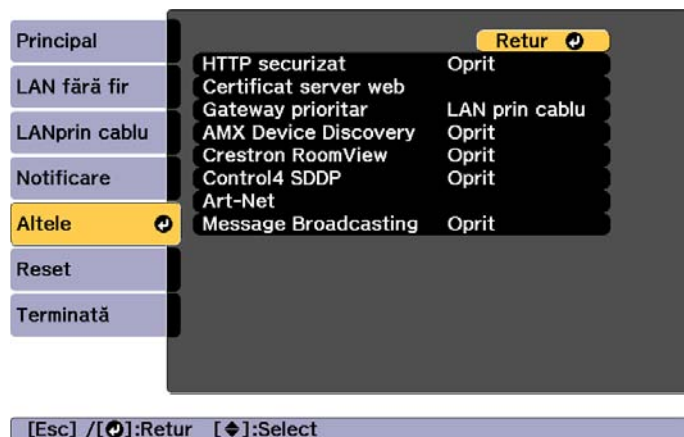 Principal
LAN fără fir
LANprin cablu
Notificare
Altele
Reset
Terminată
Retur
HTTP securizat Oprit
Certificat server web
Gateway prioritar LAN prin cablu
AMX Device Discovery Oprit
Crestron RoomView Oprit
Control4 SDDP Oprit
Art-Net
Message Broadcasting Oprit
[Esc] /[⏎]:Retur [◆]:Select